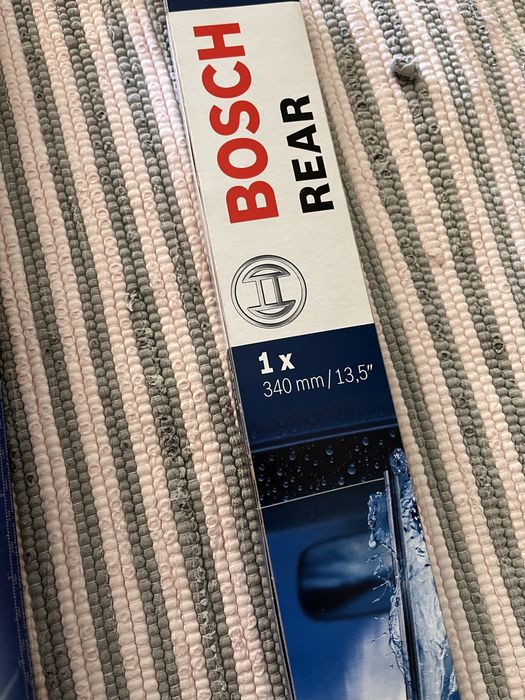 BOSCH
REAR
1 x
340 mm / 13,5″